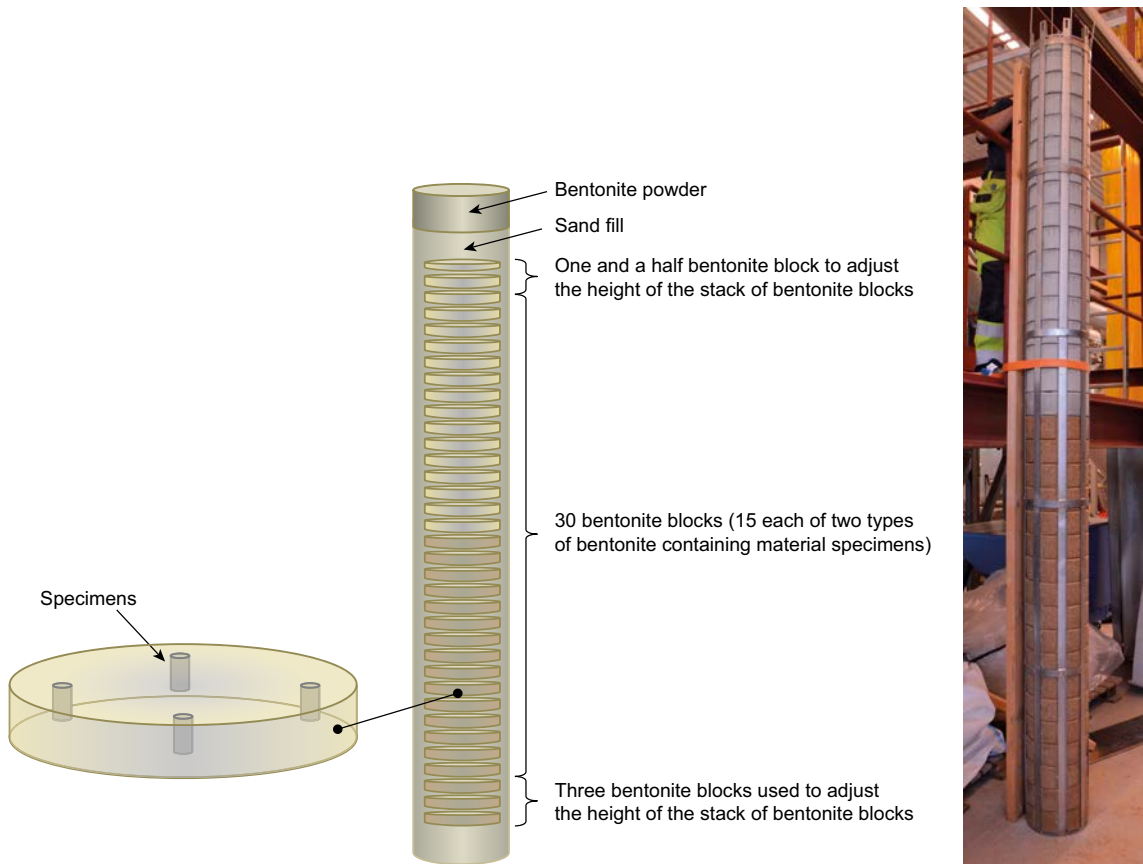 Bentonite powder
Sand fill
One and a half bentonite block to adjust
the height of the stack of bentonite blocks
30 bentonite blocks (15 each of two types
of bentonite containing material specimens)
Specimens
Three bentonite blocks used to adjust
the height of the stack of bentonite blocks